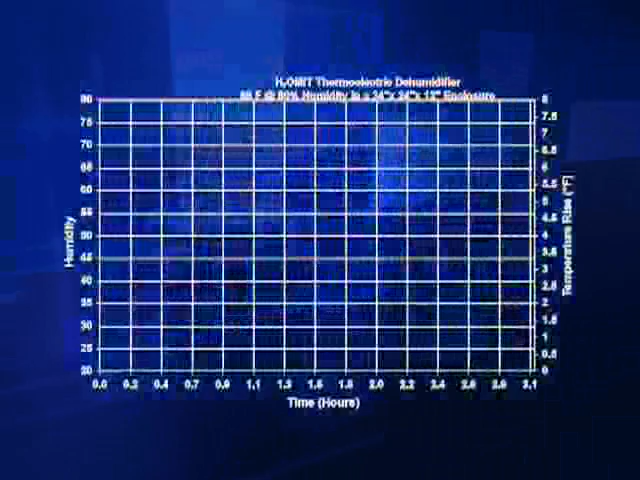 H₂OMIT Thermoelectric Dehumidifier
80% Humidity in a 24"x 24"x 12" Enclosure
80 8
75 7.5
70 7
65 6.5
60 6
55 5.5
50 5
45 4.5
40 4
35 3.5
30 3
25 2.5
20 2
1.5
1
0.5
0
Humidity
Temperature Rise (°F)
0.0 0.2 0.4 0.7 0.9 1.1 1.3 1.6 1.8 2.0 2.2 2.4 2.6 2.9 3.1
Time (Hours)